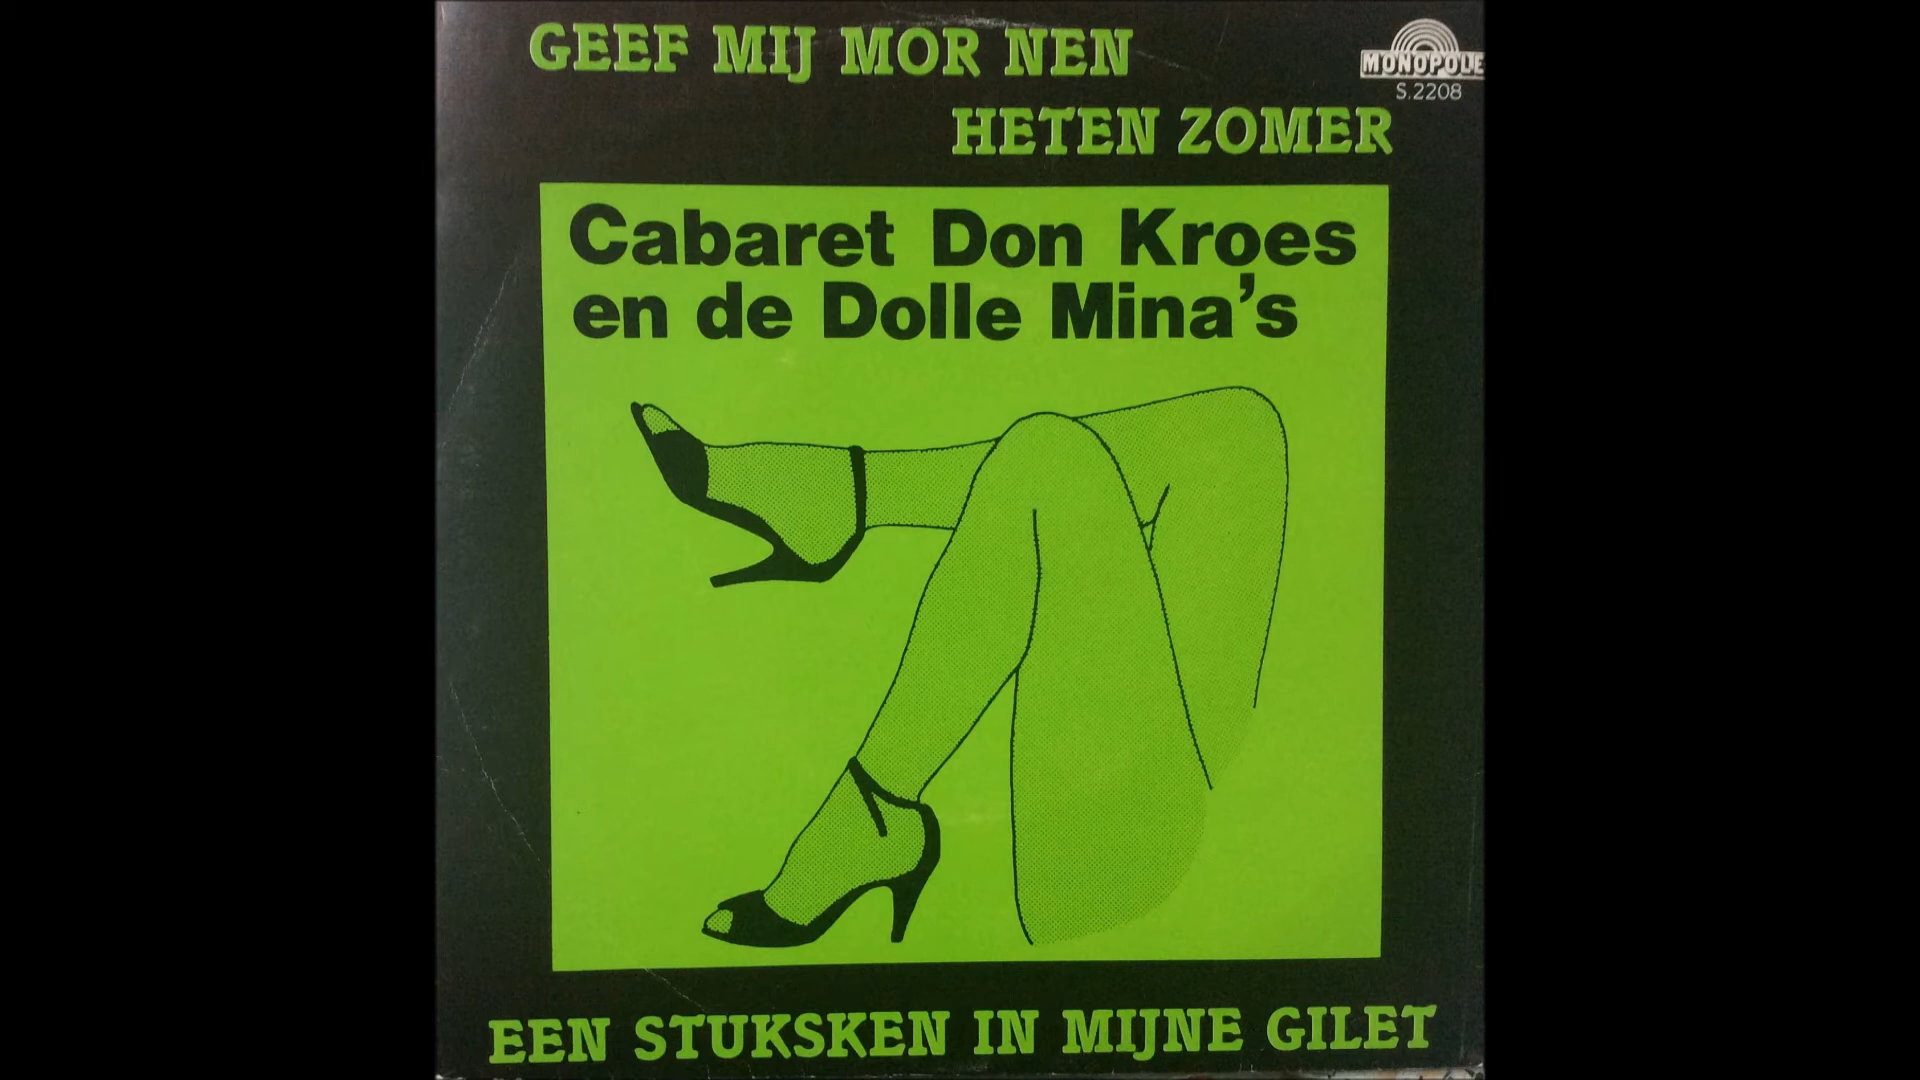 GEEF MIJ MOR NEN
HETEN ZOMER
MONOPOLE
S.2208
Cabaret Don Kroes
en de Dolle Mina's
EEN STUKSKEN IN MIJNE GILET